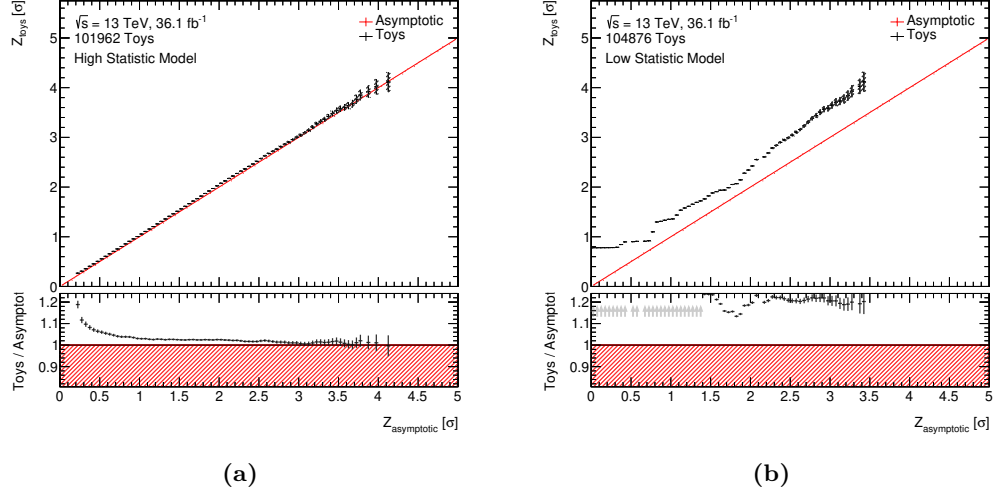 Z_toys [σ]
√s = 13 TeV, 36.1 fb⁻¹
101962 Toys
High Statistic Model
Asymptotic
Toys
5
4
3
2
1
0
Toys / Asymptot
1.2
1.1
1
0.9
0 0.5 1 1.5 2 2.5 3 3.5 4 4.5 5
Z_asymptotic [σ]
(a)
Z_toys [σ]
√s = 13 TeV, 36.1 fb⁻¹
104876 Toys
Low Statistic Model
Asymptotic
Toys
5
4
3
2
1
0
Toys / Asymptot
1.2
1.1
1
0.9
0 0.5 1 1.5 2 2.5 3 3.5 4 4.5 5
Z_asymptotic [σ]
(b)